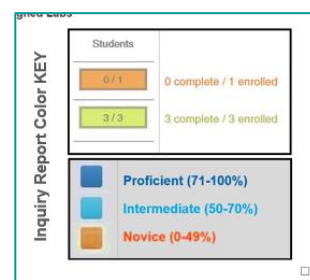 Inquiry Report Color KEY
Students
0 / 1
0 complete / 1 enrolled
3 / 3
3 complete / 3 enrolled
Proficient (71-100%)
Intermediate (50-70%)
Novice (0-49%)